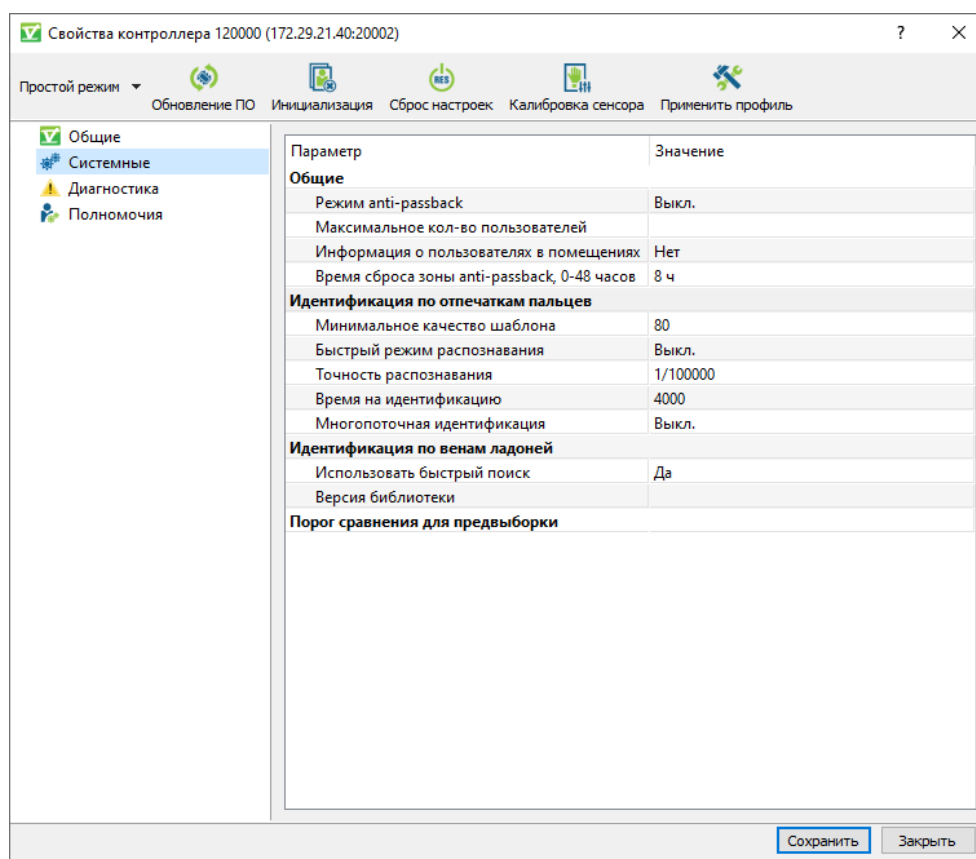 Свойства контроллера 120000 (172.29.21.40:20002) ?
Простой режим
Обновление ПО Инициализация Сброс настроек Калибровка сенсора Применить профиль
RES
Общие
Системные
Диагностика
Полномочия
Параметр Значение
Общие
Режим anti-passback Выкл.
Максимальное кол-во пользователей
Информация о пользователях в помещениях Нет
Время сброса зоны anti-passback, 0-48 часов 8 ч
Идентификация по отпечаткам пальцев
Минимальное качество шаблона 80
Быстрый режим распознавания Выкл.
Точность распознавания 1/100000
Время на идентификацию 4000
Многопоточная идентификация Выкл.
Идентификация по венам ладоней
Использовать быстрый поиск Да
Версия библиотеки
Порог сравнения для предвыборки
Сохранить Закрыть